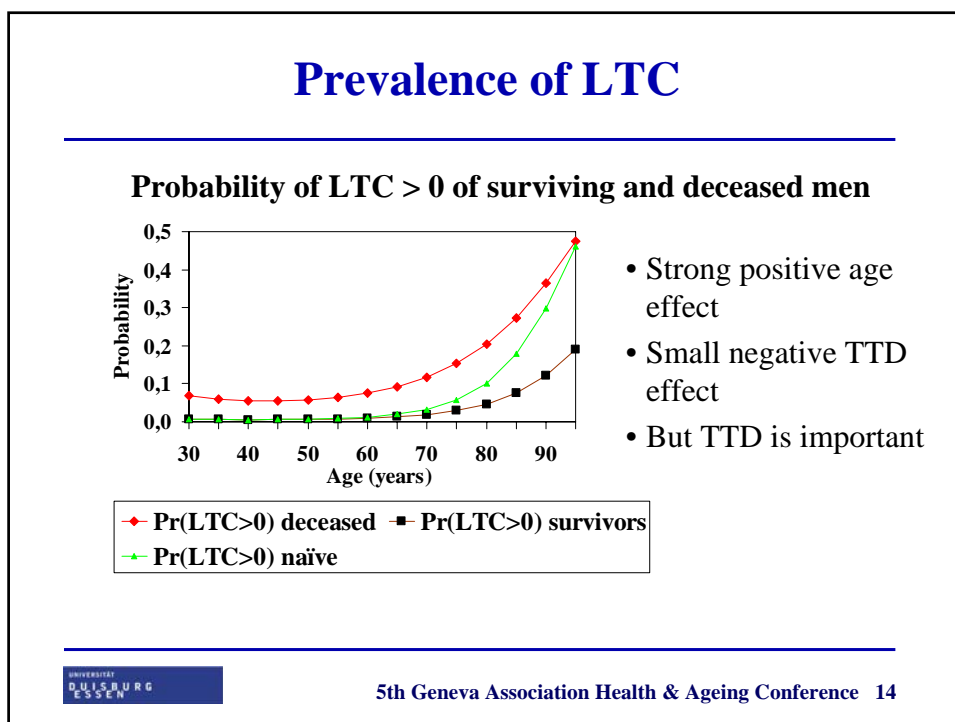 Prevalence of LTC
Probability of LTC > 0 of surviving and deceased men
0,5
0,4
0,3
0,2
0,1
0,0
Probability
30 40 50 60 70 80 90
Age (years)
Pr(LTC>0) deceased Pr(LTC>0) survivors
Pr(LTC>0) naïve
• Strong positive age
effect
• Small negative TTD
effect
• But TTD is important
UNIVERSITÄT
DUISBURG
ESSEN
5th Geneva Association Health & Ageing Conference 14